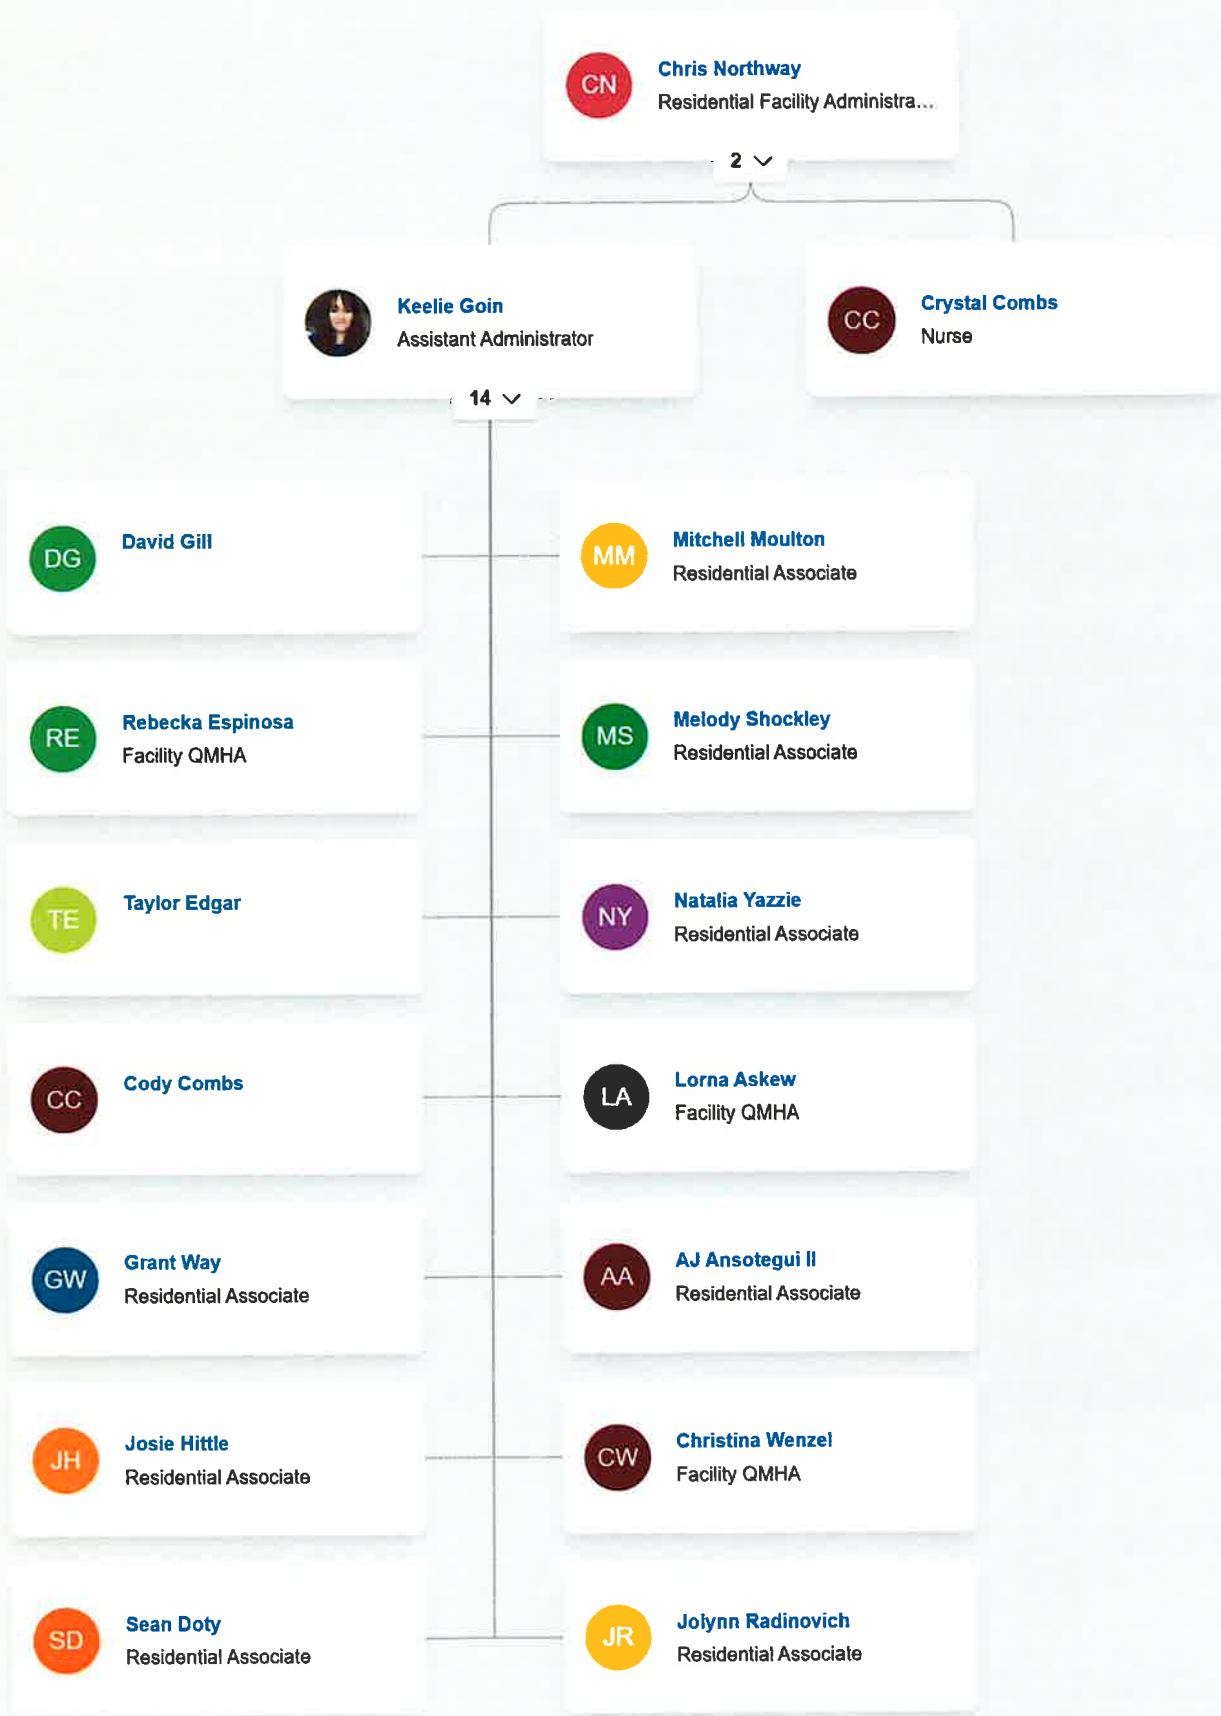 CN
Chris Northway
Residential Facility Administra...
2
Keelie Goin
Assistant Administrator
14
CC
Crystal Combs
Nurse
DG
David Gill
MM
Mitchell Moulton
Residential Associate
RE
Rebecka Espinosa
Facility QMHA
MS
Melody Shockley
Residential Associate
TE
Taylor Edgar
NY
Natalia Yazzie
Residential Associate
CC
Cody Combs
LA
Lorna Askew
Facility QMHA
GW
Grant Way
Residential Associate
AA
AJ Ansotegui II
Residential Associate
JH
Josie Hittle
Residential Associate
CW
Christina Wenzel
Facility QMHA
SD
Sean Doty
Residential Associate
JR
Jolynn Radinovich
Residential Associate